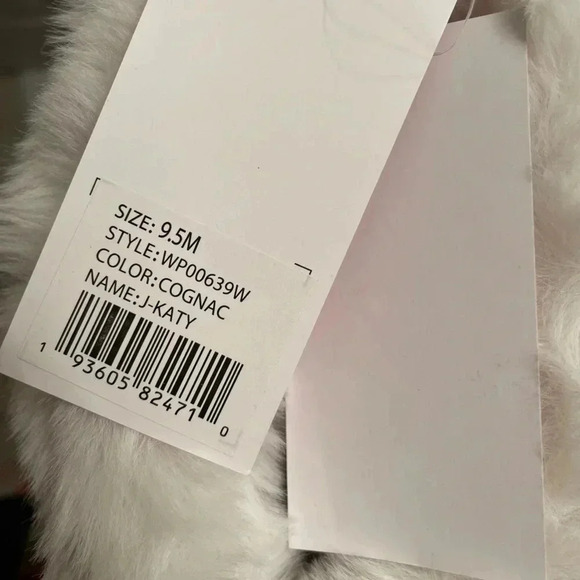 SIZE: 9.5M
STYLE: WP00639W
COLOR: COGNAC
NAME: J-KATY
1 93605 82471 0